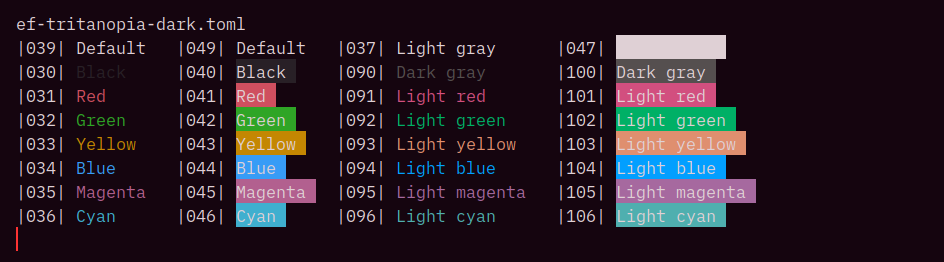 ef-tritanopia-dark.toml
|039| Default |049| Default |037| Light gray |047|
|030| Black |040| Black |090| Dark gray |100| Dark gray
|031| Red |041| Red |091| Light red |101| Light red
|032| Green |042| Green |092| Light green |102| Light green
|033| Yellow |043| Yellow |093| Light yellow |103| Light yellow
|034| Blue |044| Blue |094| Light blue |104| Light blue
|035| Magenta |045| Magenta |095| Light magenta |105| Light magenta
|036| Cyan |046| Cyan |096| Light cyan |106| Light cyan